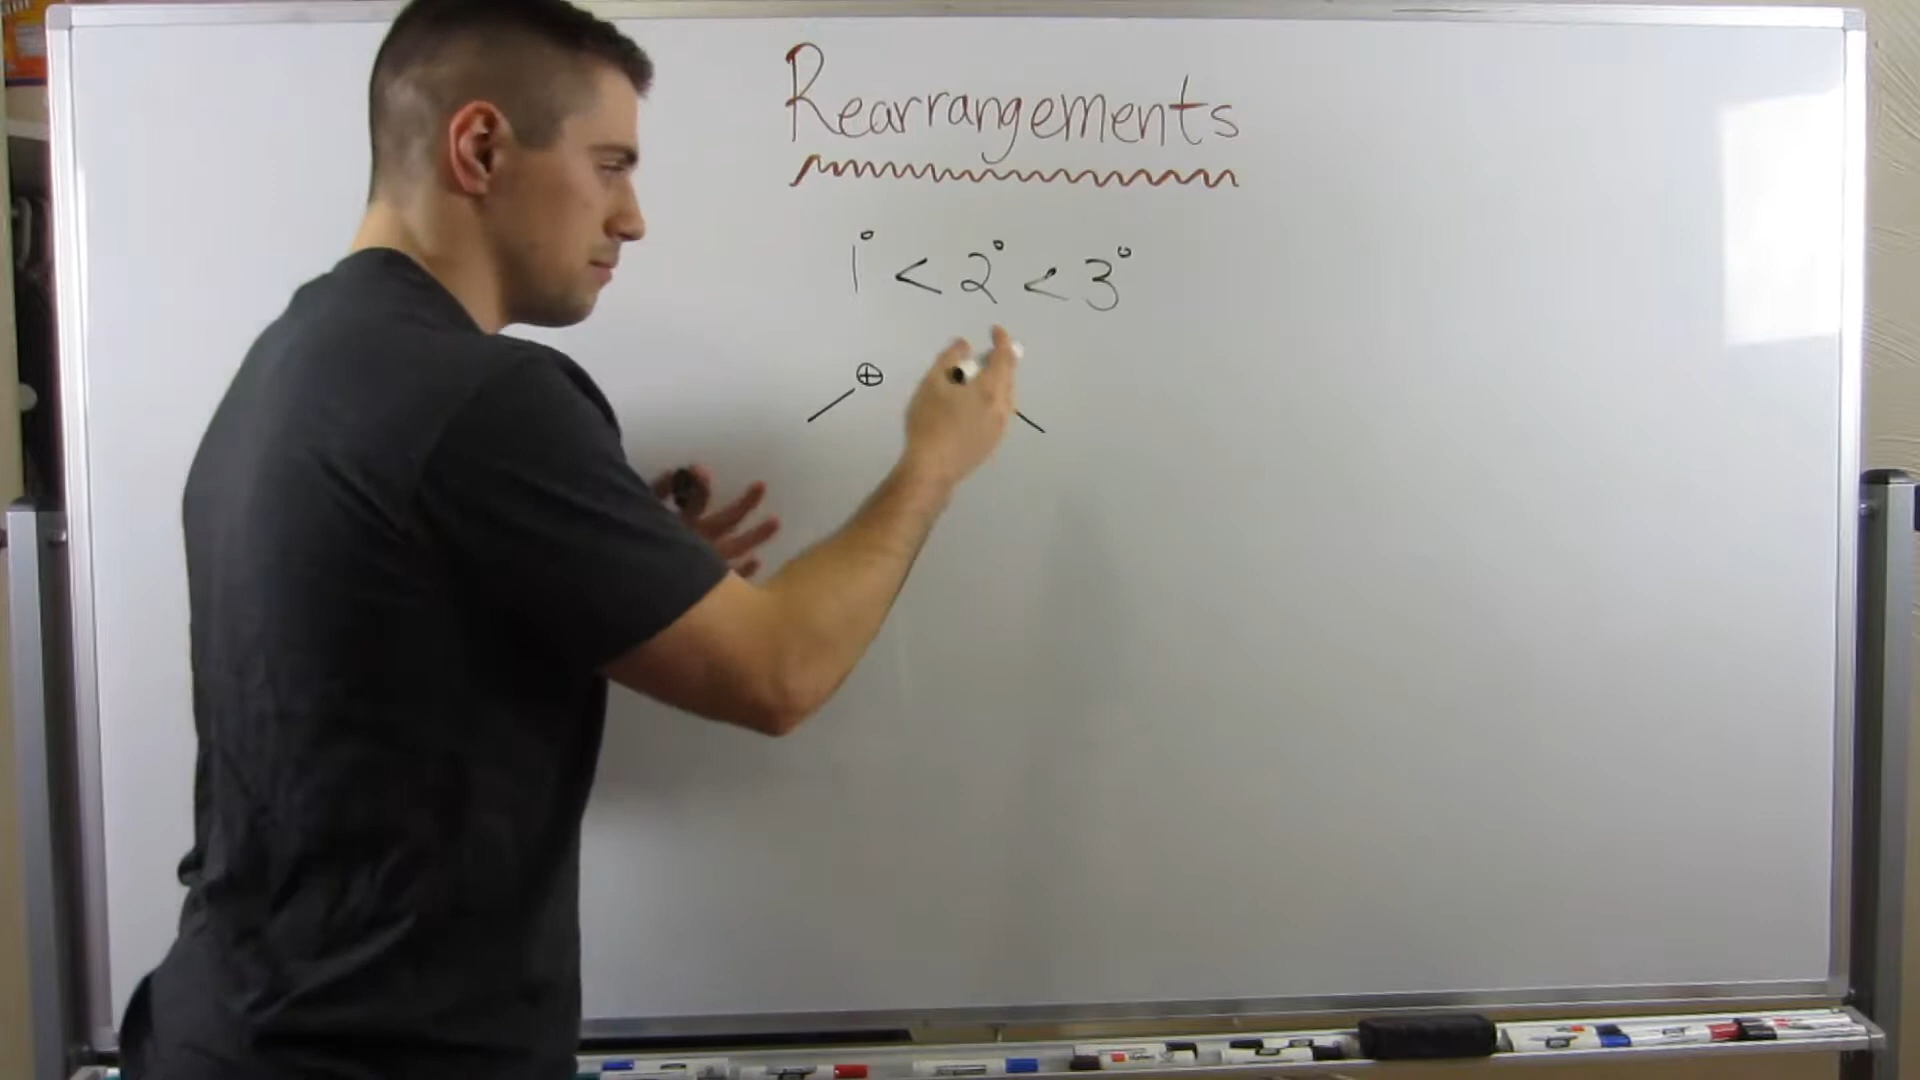 Rearrangements
1° < 2° < 3°
⊕